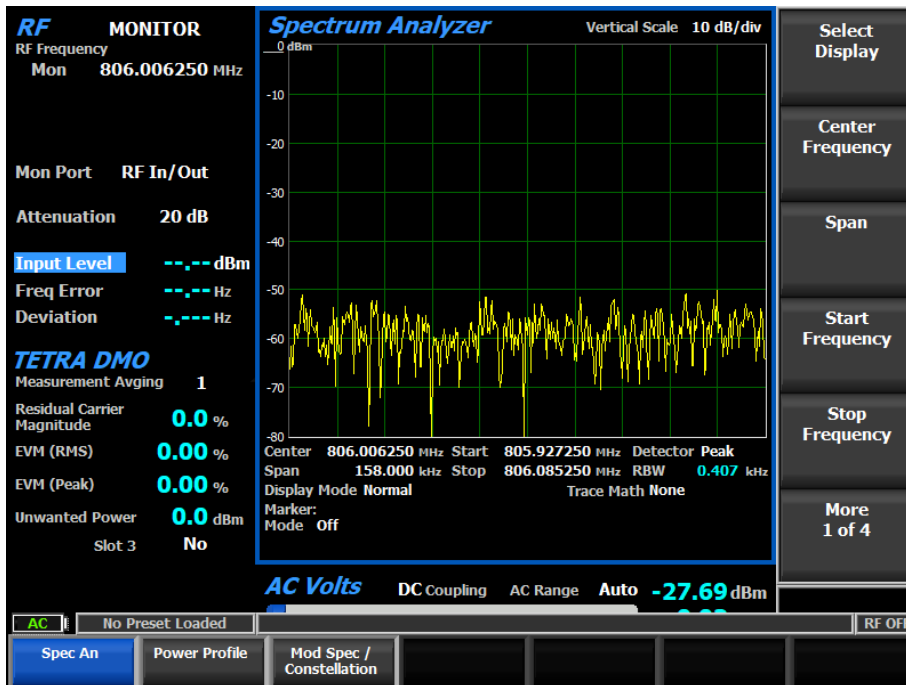 RF MONITOR
RF Frequency
Mon 806.006250 MHz
Mon Port RF In/Out
Attenuation 20 dB
Input Level --.-- dBm
Freq Error --.-- Hz
Deviation -.--- Hz
TETRA DMO
Measurement Avging 1
Residual Carrier
Magnitude 0.0 %
EVM (RMS) 0.00 %
EVM (Peak) 0.00 %
Unwanted Power 0.0 dBm
Slot 3 No
Spectrum Analyzer Vertical Scale 10 dB/div
0 dBm
-10
-20
-30
-40
-50
-60
-70
-80
Center 806.006250 MHz Start 805.927250 MHz Detector Peak
Span 158.000 kHz Stop 806.085250 MHz RBW 0.407 kHz
Display Mode Normal Trace Math None
Marker:
Mode Off
AC Volts DC Coupling AC Range Auto -27.69 dBm
Select
Display
Center
Frequency
Span
Start
Frequency
Stop
Frequency
More
1 of 4
AC No Preset Loaded RF OFF
Spec An
Power Profile
Mod Spec /
Constellation